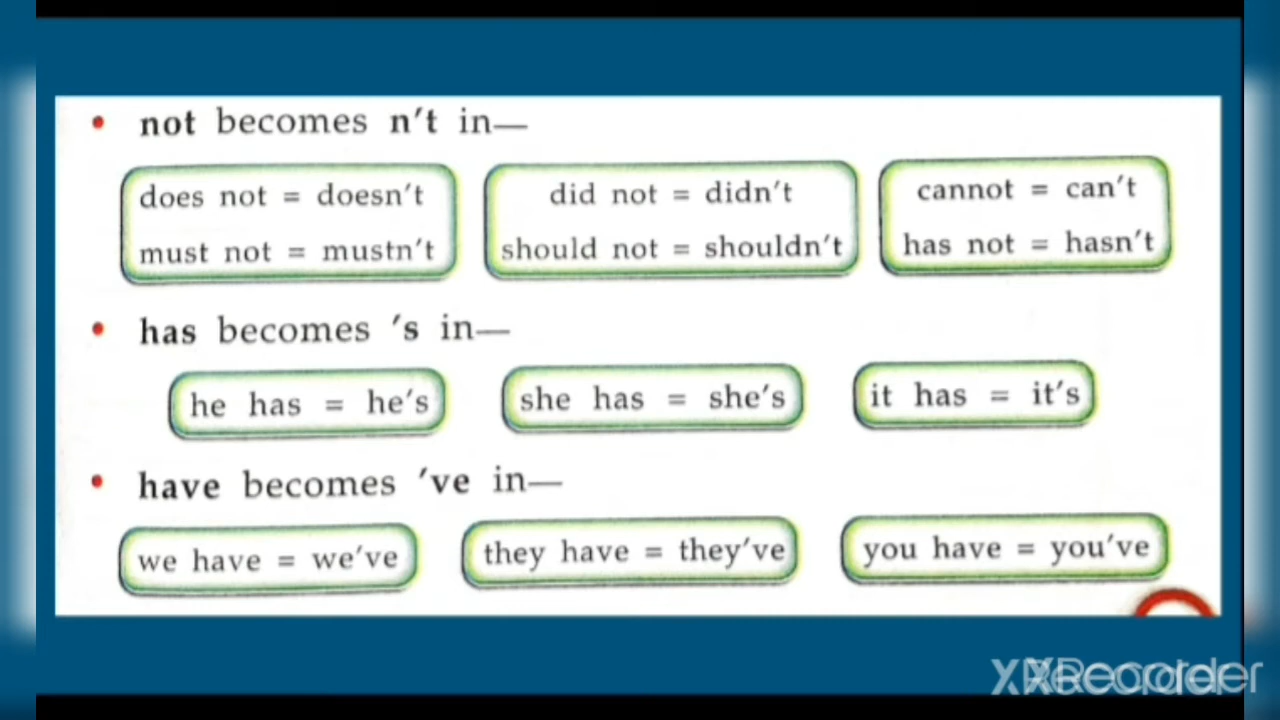 • not becomes n't in—
does not = doesn't did not = didn't cannot = can't
must not = mustn't should not = shouldn't has not = hasn't
• has becomes 's in—
he has = he's she has = she's it has = it's
• have becomes 've in—
we have = we've they have = they've you have = you've
XRecorder